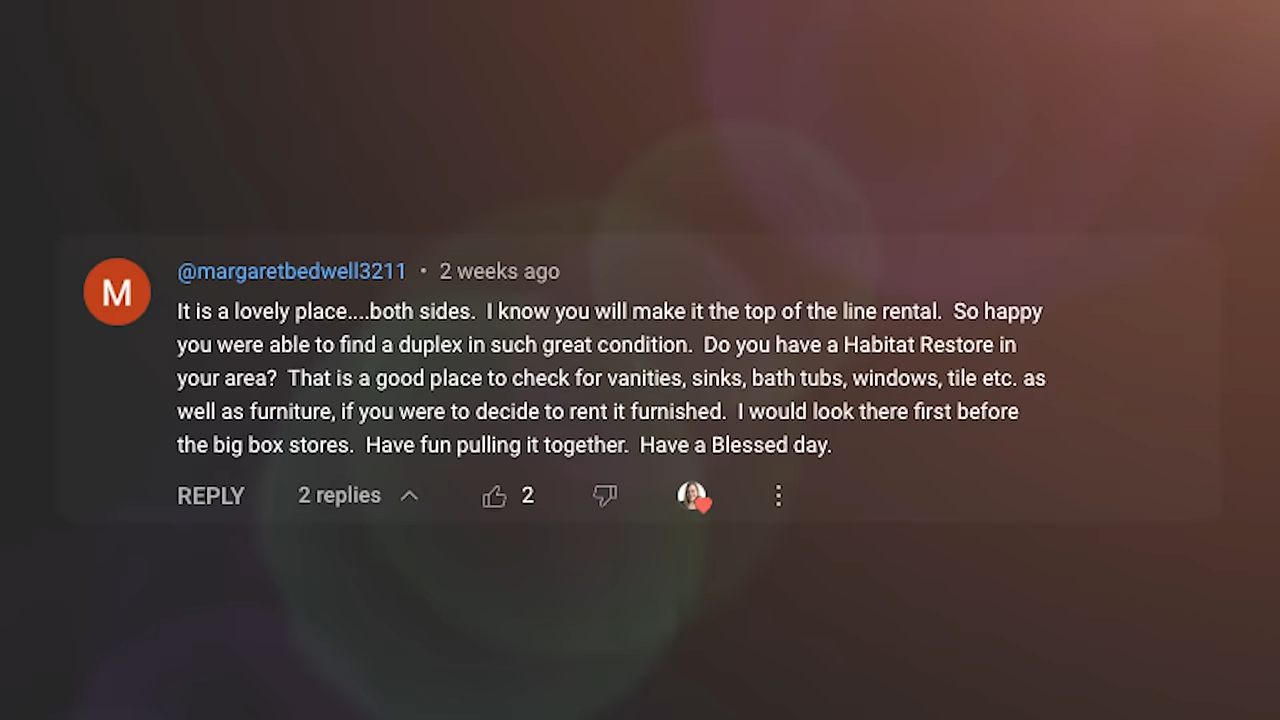 M
@margaretbedwell3211 • 2 weeks ago
It is a lovely place....both sides.  I know you will make it the top of the line rental.  So happy
you were able to find a duplex in such great condition.  Do you have a Habitat Restore in
your area?  That is a good place to check for vanities, sinks, bath tubs, windows, tile etc. as
well as furniture, if you were to decide to rent it furnished.  I would look there first before
the big box stores.  Have fun pulling it together.  Have a Blessed day.
REPLY 2 replies 2